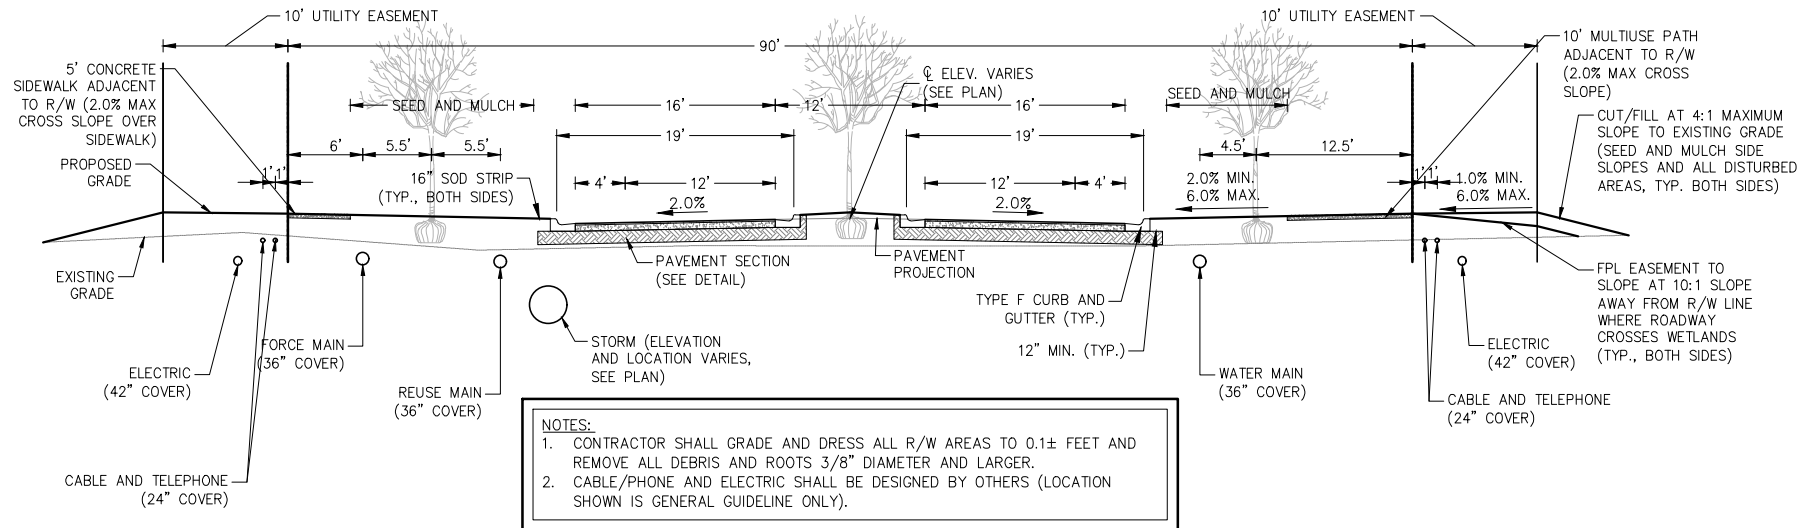 10' UTILITY EASEMENT
10' UTILITY EASEMENT
90'
5' CONCRETE
SIDEWALK ADJACENT
TO R/W (2.0% MAX
CROSS SLOPE OVER
SIDEWALK)
PROPOSED
GRADE
SEED AND MULCH
16'
12'
16'
SEED AND MULCH
℄ ELEV. VARIES
(SEE PLAN)
10' MULTIUSE PATH
ADJACENT TO R/W
(2.0% MAX CROSS
SLOPE)
CUT/FILL AT 4:1 MAXIMUM
SLOPE TO EXISTING GRADE
(SEED AND MULCH SIDE
SLOPES AND ALL DISTURBED
AREAS, TYP. BOTH SIDES)
19'
19'
6'
5.5'
5.5'
4.5'
12.5'
1'
1'
16" SOD STRIP
(TYP., BOTH SIDES)
4'
12'
12'
4'
2.0%
2.0%
2.0% MIN.
6.0% MAX.
1'
1'
1.0% MIN.
6.0% MAX.
EXISTING
GRADE
PAVEMENT SECTION
(SEE DETAIL)
PAVEMENT
PROJECTION
TYPE F CURB AND
GUTTER (TYP.)
12" MIN. (TYP.)
FPL EASEMENT TO
SLOPE AT 10:1 SLOPE
AWAY FROM R/W LINE
WHERE ROADWAY
CROSSES WETLANDS
(TYP., BOTH SIDES)
FORCE MAIN
(36" COVER)
ELECTRIC
(42" COVER)
STORM (ELEVATION
AND LOCATION VARIES,
SEE PLAN)
REUSE MAIN
(36" COVER)
WATER MAIN
(36" COVER)
ELECTRIC
(42" COVER)
CABLE AND TELEPHONE
(24" COVER)
CABLE AND TELEPHONE
(24" COVER)
NOTES:
1. CONTRACTOR SHALL GRADE AND DRESS ALL R/W AREAS TO 0.1± FEET AND
REMOVE ALL DEBRIS AND ROOTS 3/8" DIAMETER AND LARGER.
2. CABLE/PHONE AND ELECTRIC SHALL BE DESIGNED BY OTHERS (LOCATION
SHOWN IS GENERAL GUIDELINE ONLY).